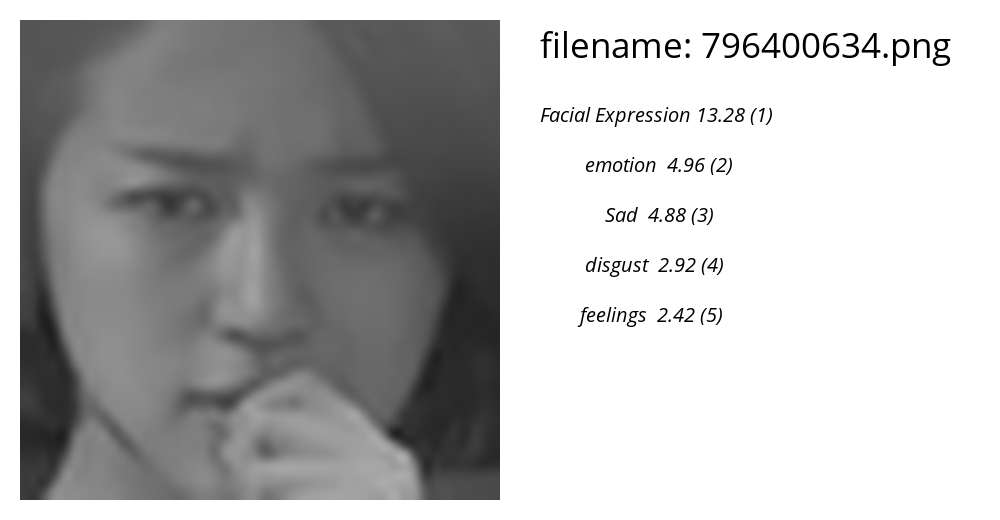 filename: 796400634.png
Facial Expression 13.28 (1)
emotion 4.96 (2)
Sad 4.88 (3)
disgust 2.92 (4)
feelings 2.42 (5)